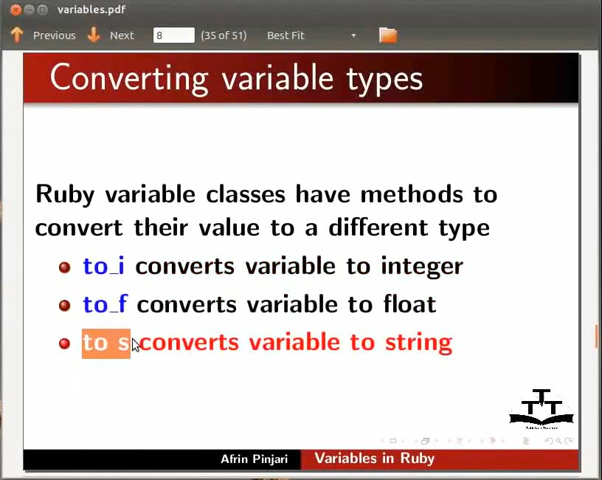 variables.pdf
Previous Next 8 (35 of 51) Best Fit
Converting variable types
Ruby variable classes have methods to
convert their value to a different type
to_i converts variable to integer
to_f converts variable to float
to s converts variable to string
TTT
Afrin Pinjari Variables in Ruby